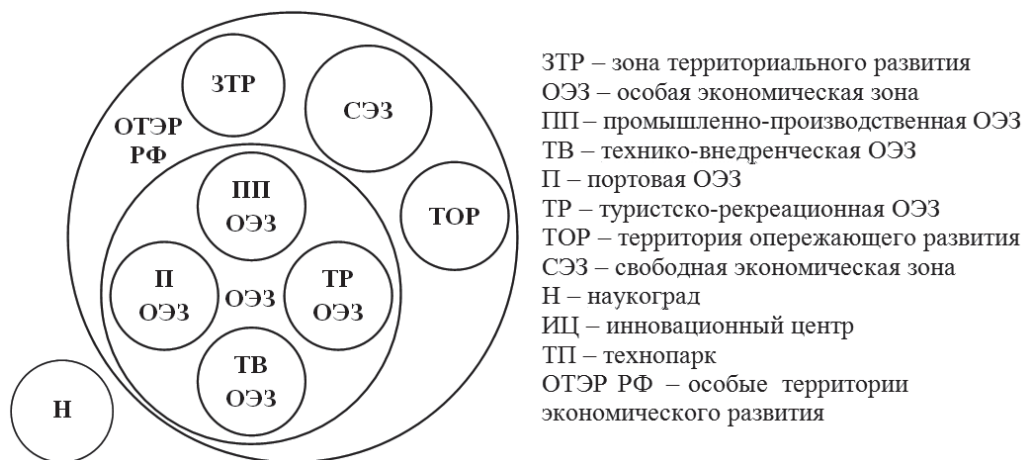 ЗТР
СЭЗ
ОТЭР
РФ
ПП
ОЭЗ
ТОР
П
ОЭЗ
ОЭЗ
ТР
ОЭЗ
ТВ
ОЭЗ
Н
ЗТР – зона территориального развития
ОЭЗ – особая экономическая зона
ПП – промышленно-производственная ОЭЗ
ТВ – технико-внедренческая ОЭЗ
П – портовая ОЭЗ
ТР – туристско-рекреационная ОЭЗ
ТОР – территория опережающего развития
СЭЗ – свободная экономическая зона
Н – наукоград
ИЦ – инновационный центр
ТП – технопарк
ОТЭР РФ – особые территории
экономического развития